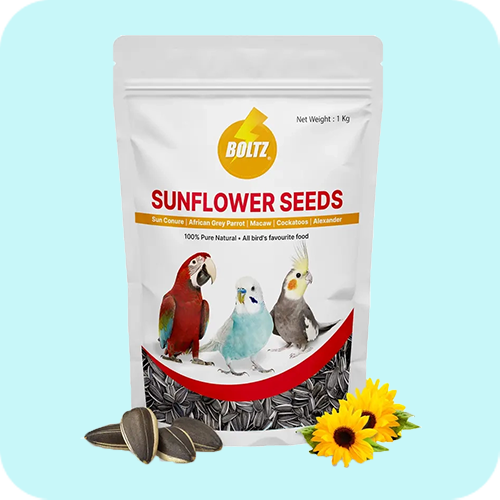 Net Weight : 1 Kg
BOLTZ
SUNFLOWER SEEDS
Sun Conure | African Grey Parrot | Macaw | Cockatoos | Alexander
100% Pure Natural • All bird's favourite food